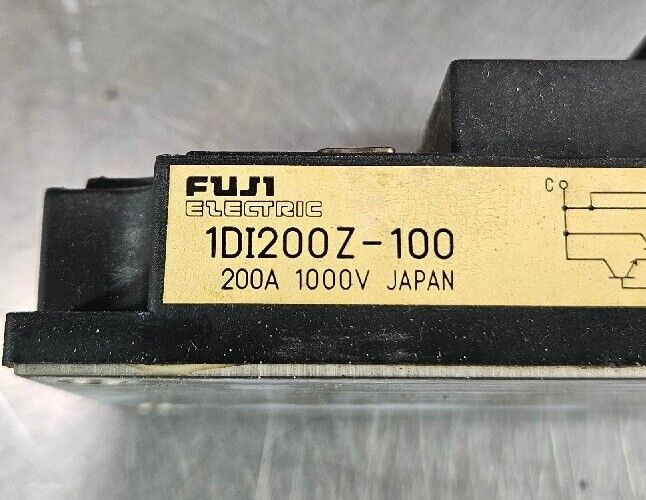 FUJI
ELECTRIC
C
1DI200Z-100
200A 1000V JAPAN